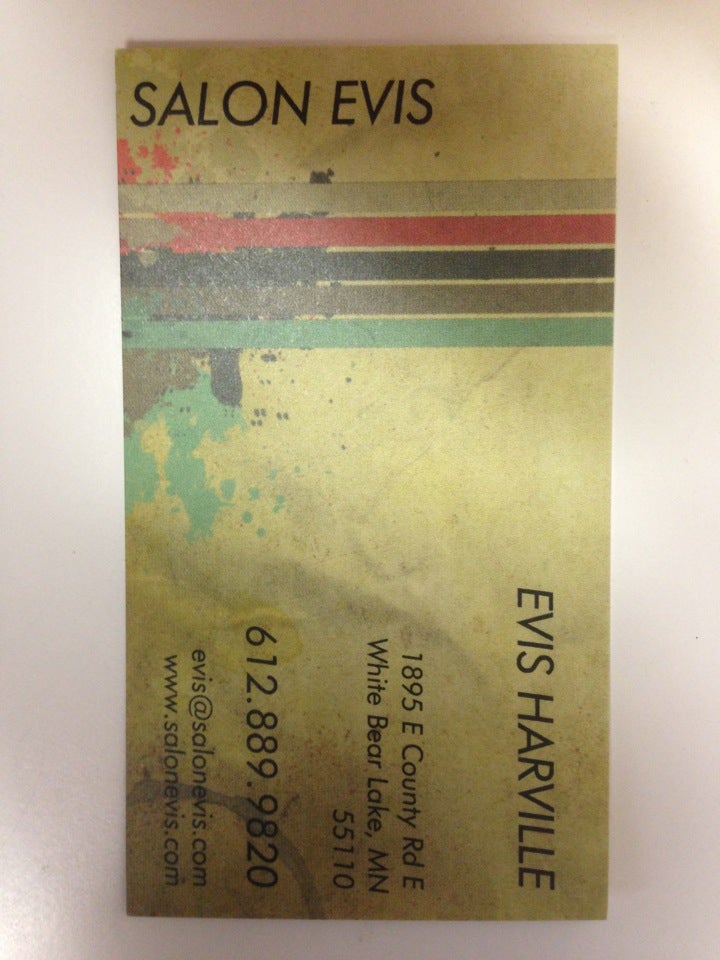 SALON EVIS
EVIS HARVILLE
1895 E County Rd E
White Bear Lake, MN
55110
612.889.9820
evis@salonevis.com
www.salonevis.com